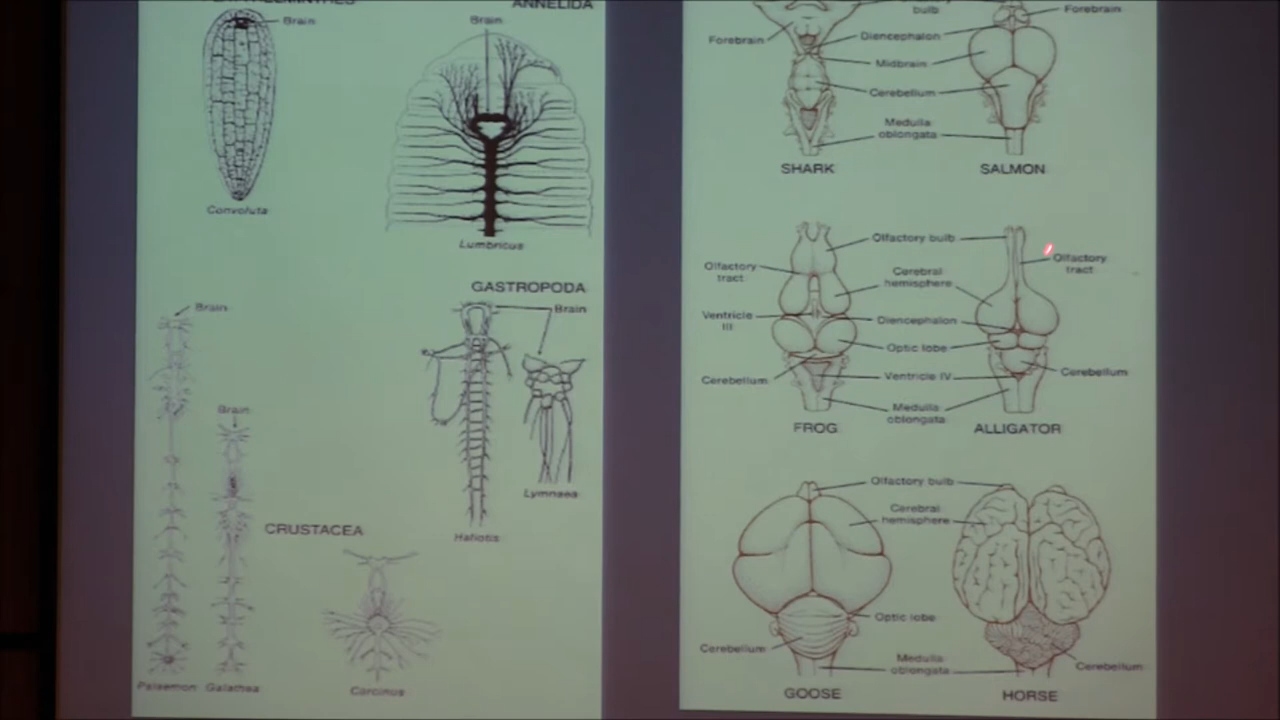 ANNELIDA
Brain
Brain
Convoluta
Lumbricus
GASTROPODA
Brain
Brain
Brain
Lymnaea
CRUSTACEA
Haliotis
Palaemon
Galathea
Carcinus
bulb
Forebrain
Forebrain
Diencephalon
Midbrain
Cerebellum
Medulla
oblongata
SHARK
SALMON
Olfactory bulb
Olfactory
tract
Olfactory
tract
Cerebral
hemisphere
Ventricle
III
Diencephalon
Optic lobe
Cerebellum
Ventricle IV
Cerebellum
Medulla
oblongata
FROG
ALLIGATOR
Olfactory bulb
Cerebral
hemisphere
Optic lobe
Cerebellum
Medulla
oblongata
Cerebellum
GOOSE
HORSE